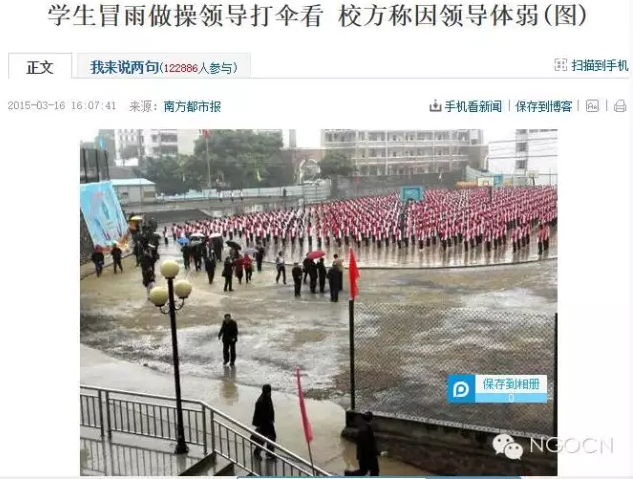 学生冒雨做操领导打伞看 校方称因领导体弱(图)
正文 我来说两句(122886人参与) 扫描到手机
2015-03-16 16:07:41 来源：南方都市报 手机看新闻 保存到博客 Aa
保存到相册
0
NGOCN